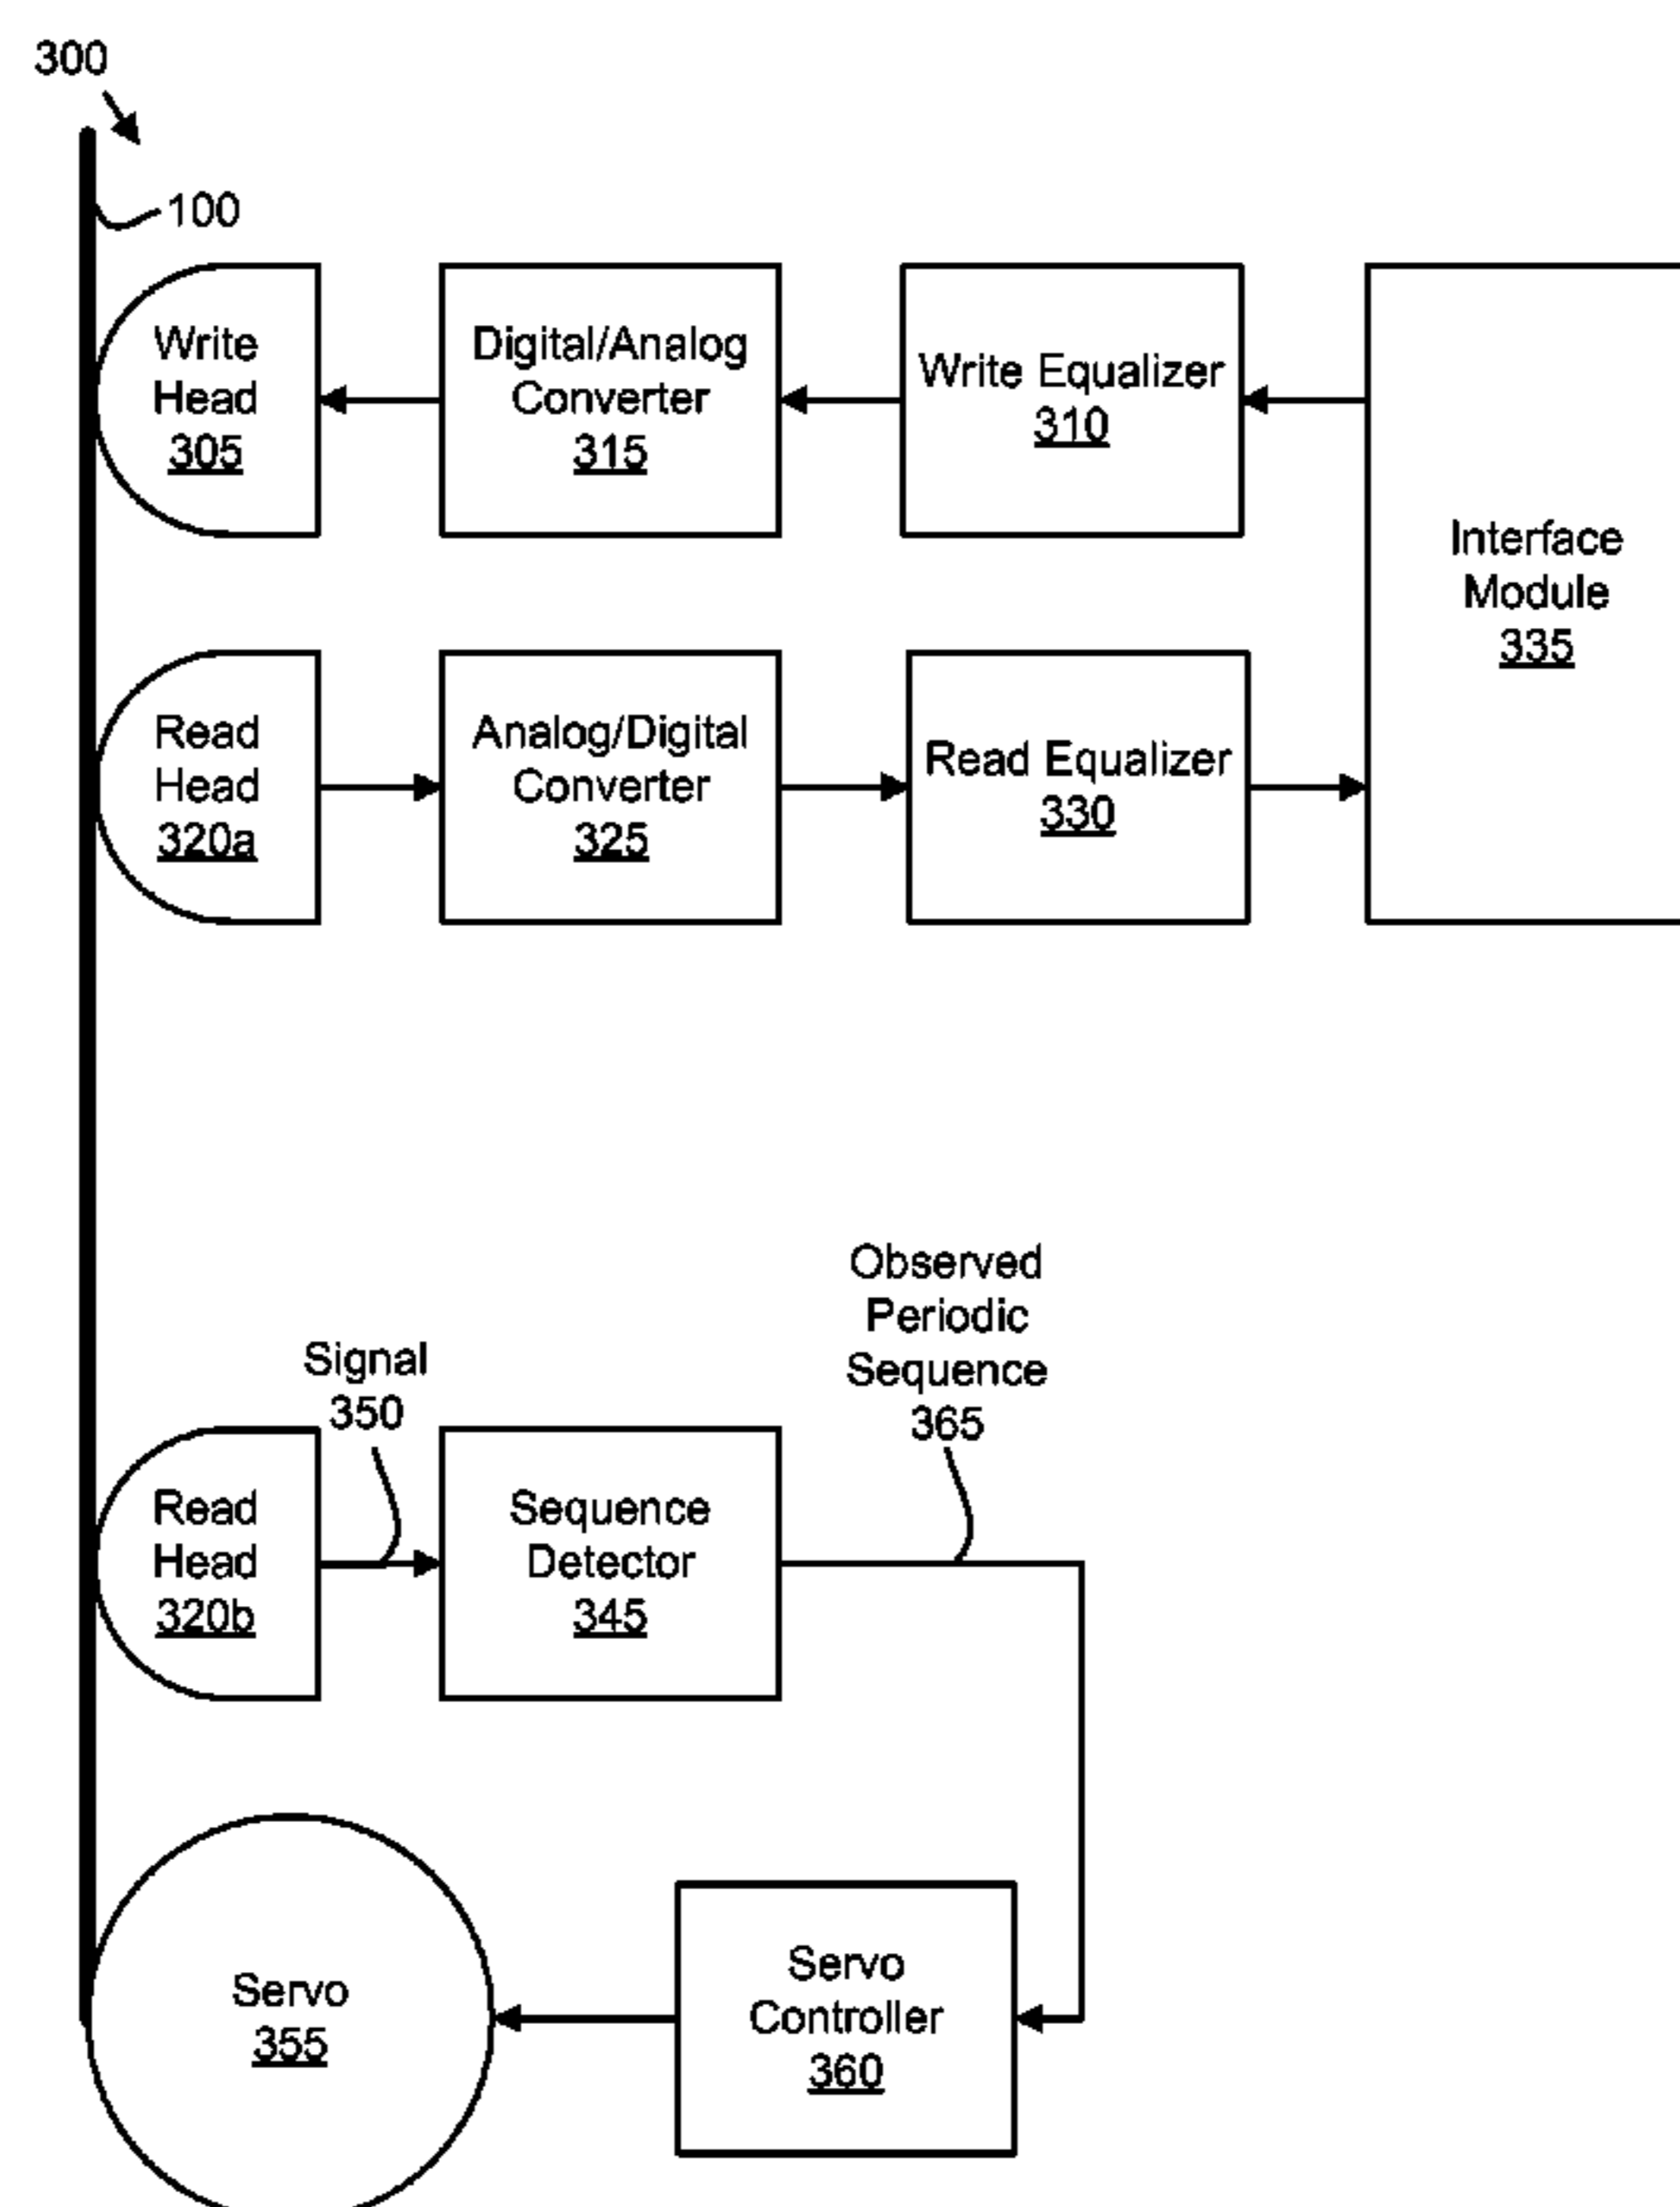 300
100
Write
Head
305
Digital/Analog
Converter
315
Write Equalizer
310
Interface
Module
335
Read
Head
320a
Analog/Digital
Converter
325
Read Equalizer
330
Observed
Periodic
Sequence
365
Signal
350
Read
Head
320b
Sequence
Detector
345
Servo
355
Servo
Controller
360